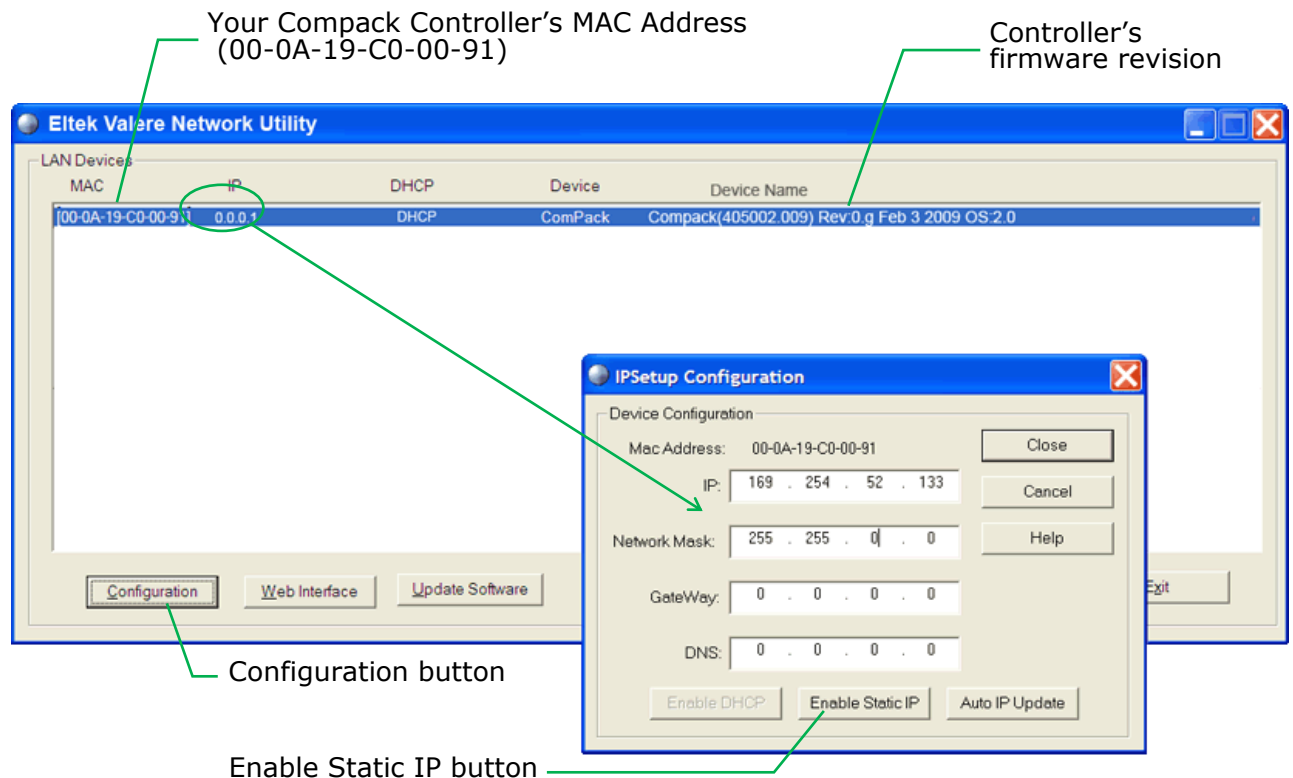 Your Compack Controller’s MAC Address
(00-0A-19-C0-00-91)
Controller’s
firmware revision
Eltek Valere Network Utility
LAN Devices
MAC IP DHCP Device Device Name
[00-0A-19-C0-00-91] 0.0.0.1 DHCP ComPack Compack(405002.009) Rev:0.g Feb 3 2009 OS:2.0
IPSetup Configuration
Device Configuration
Mac Address: 00-0A-19-C0-00-91
Close
IP: 169 . 254 . 52 . 133
Cancel
Network Mask: 255 . 255 . 0 . 0
Help
Configuration Web Interface Update Software
Exit
GateWay: 0 . 0 . 0 . 0
DNS: 0 . 0 . 0 . 0
Enable DHCP Enable Static IP Auto IP Update
Configuration button
Enable Static IP button